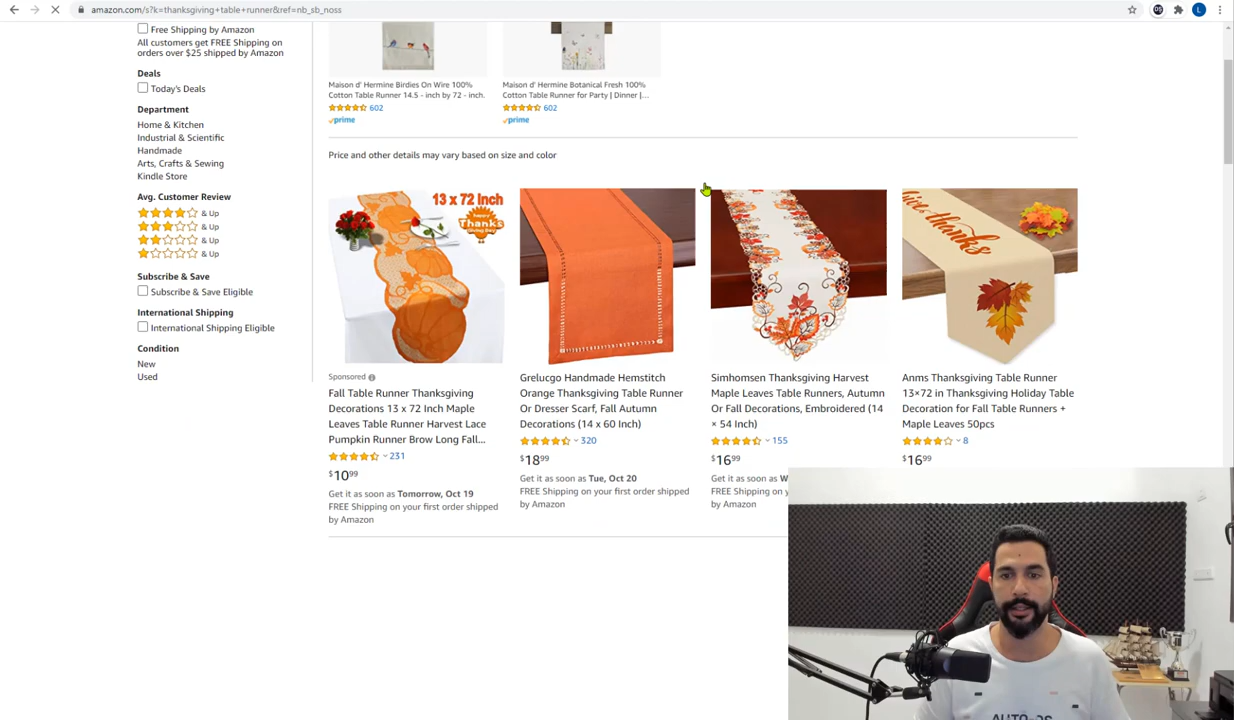 amazon.com/s?k=thanksgiving+table+runner&ref=nb_sb_noss
L
Free Shipping by Amazon
All customers get FREE Shipping on
orders over $25 shipped by Amazon
Deals
Today's Deals
Department
Home & Kitchen
Industrial & Scientific
Handmade
Arts, Crafts & Sewing
Kindle Store
Avg. Customer Review
& Up
& Up
& Up
& Up
Subscribe & Save
Subscribe & Save Eligible
International Shipping
International Shipping Eligible
Condition
New
Used
Maison d' Hermine Birdies On Wire 100%
Cotton Table Runner 14.5 - inch by 72 - inch.
602
prime
Maison d' Hermine Botanical Fresh 100%
Cotton Table Runner for Party | Dinner |...
602
prime
Price and other details may vary based on size and color
13 x 72 Inch
Happy
Thanks
Giving Day
Sponsored
Fall Table Runner Thanksgiving
Decorations 13 x 72 Inch Maple
Leaves Table Runner Harvest Lace
Pumpkin Runner Brow Long Fall...
231
$10.99
Get it as soon as Tomorrow, Oct 19
FREE Shipping on your first order shipped
by Amazon
Grelucgo Handmade Hemstitch
Orange Thanksgiving Table Runner
Or Dresser Scarf, Fall Autumn
Decorations (14 x 60 Inch)
320
$18.99
Get it as soon as Tue, Oct 20
FREE Shipping on your first order shipped
by Amazon
Simhomsen Thanksgiving Harvest
Maple Leaves Table Runners, Autumn
Or Fall Decorations, Embroidered (14
× 54 Inch)
155
$16.99
Get it as soon as W
FREE Shipping on y
by Amazon
give thanks
Anms Thanksgiving Table Runner
13×72 in Thanksgiving Holiday Table
Decoration for Fall Table Runners +
Maple Leaves 50pcs
8
$16.99
AUTO-DS